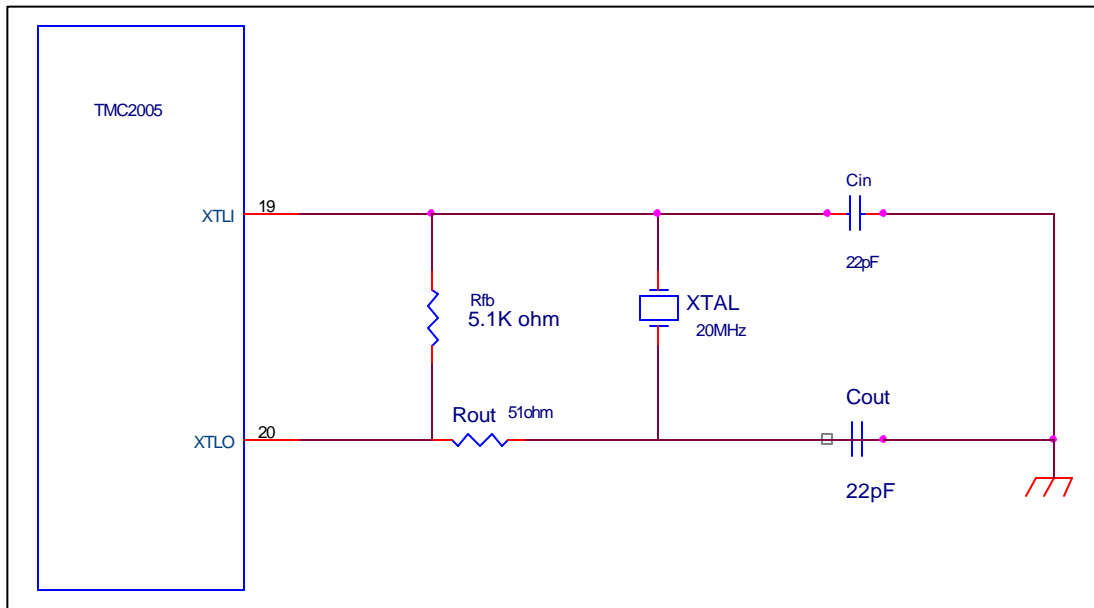 TMC2005
Cin
XTLI
19
22pF
Rfb
5.1K ohm
XTAL
20MHz
Cout
Rout
51ohm
XTLO
20
22pF